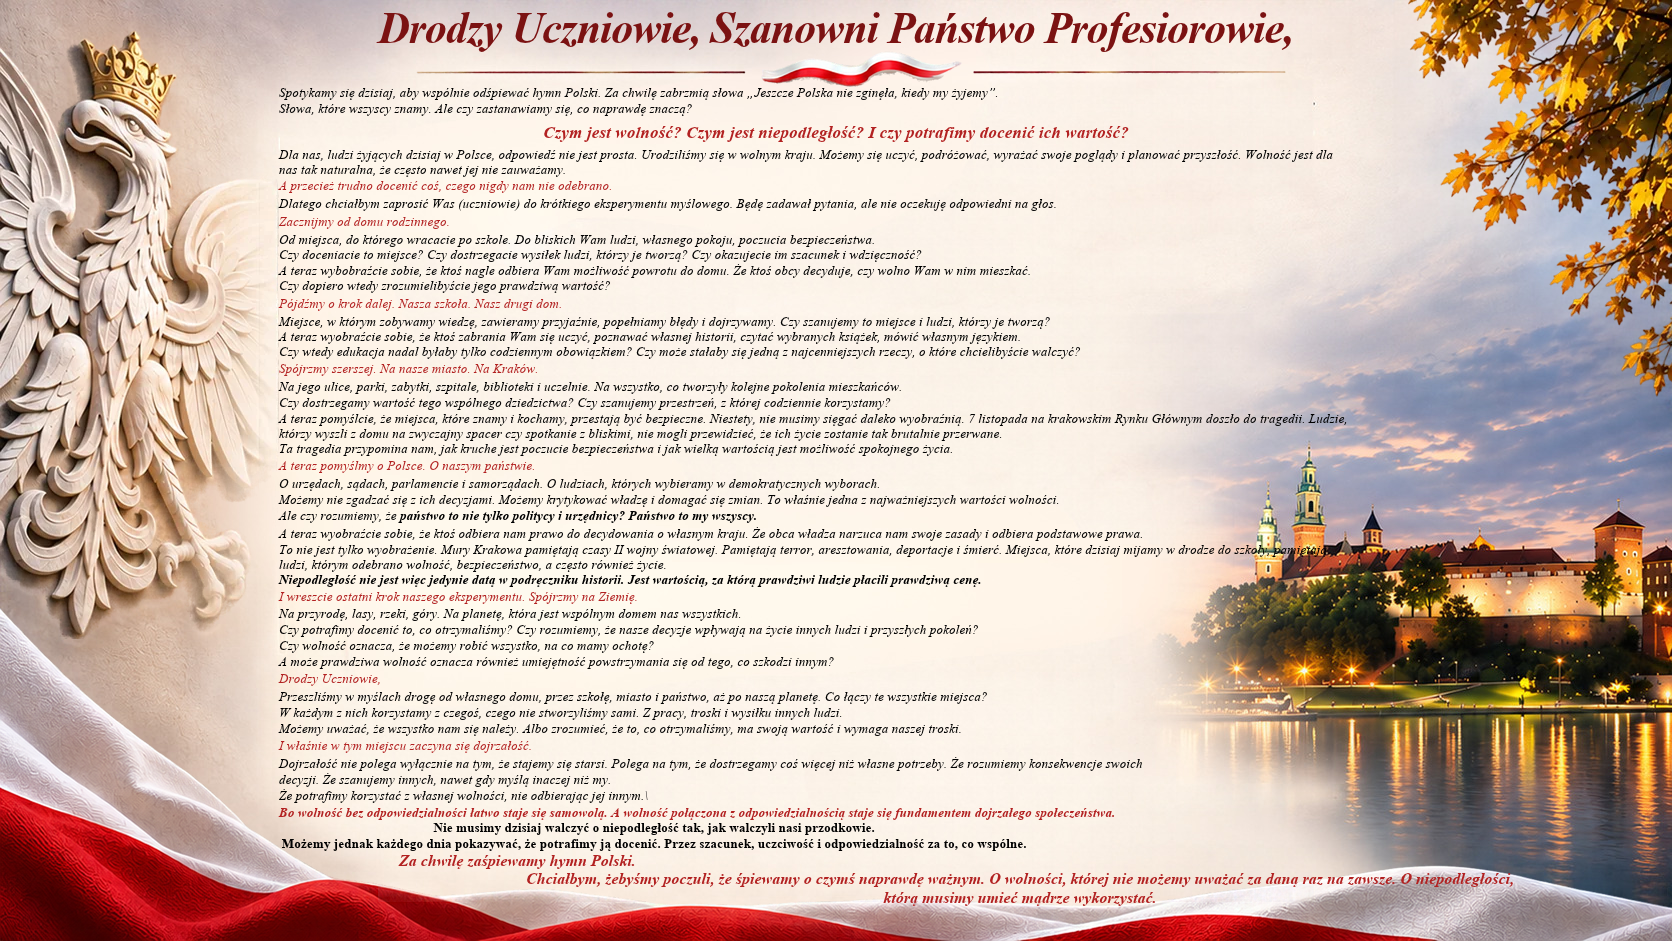 Drodzy Uczniowie, Szanowni Państwo Profesiorowie,
Spotykamy się dzisiaj, aby wspólnie odśpiewać hymn Polski. Za chwilę zabrzmią słowa „Jeszcze Polska nie zginęła, kiedy my żyjemy”.
Słowa, które wszyscy znamy. Ale czy zastanawiamy się, co naprawdę znaczą?
Czym jest wolność? Czym jest niepodległość? I czy potrafimy docenić ich wartość?
Dla nas, ludzi żyjących dzisiaj w Polsce, odpowiedź nie jest prosta. Urodziliśmy się w wolnym kraju. Możemy się uczyć, podróżować, wyrażać swoje poglądy i planować przyszłość. Wolność jest dla
nas tak naturalna, że często nawet jej nie zauważamy.
A przecież trudno docenić coś, czego nigdy nam nie odebrano.
Dlatego chciałbym zaprosić Was (uczniowie) do krótkiego eksperymentu myślowego. Będę zadawał pytania, ale nie oczekuję odpowiedni na głos.
Zacznijmy od domu rodzinnego.
Od miejsca, do którego wracacie po szkole. Do bliskich Wam ludzi, własnego pokoju, poczucia bezpieczeństwa.
Czy doceniacie to miejsce? Czy dostrzegacie wysiłek ludzi, którzy je tworzą? Czy okazujecie im szacunek i wdzięczność?
A teraz wybobraźcie sobie, że ktoś nagle odbiera Wam możliwość powrotu do domu. Że ktoś obcy decyduje, czy wolno Wam w nim mieszkać.
Czy dopiero wtedy zrozumielibyście jego prawdziwą wartość?
Pójdźmy o krok dalej. Nasza szkoła. Nasz drugi dom.
Miejsce, w którym zobywamy wiedzę, zawieramy przyjaźnie, popełniamy błędy i dojrzywamy. Czy szanujemy to miejsce i ludzi, którzy je tworzą?
A teraz wyobraźcie sobie, że ktoś zabrania Wam się uczyć, poznawać własnej historii, czytać wybranych książek, mówić własnym językiem.
Czy wtedy edukacja nadal byłaby tylko codziennym obowiązkiem? Czy może stałaby się jedną z najcenniejszych rzeczy, o które chcielibyście walczyć?
Spójrzmy szerszej. Na nasze miasto. Na Kraków.
Na jego ulice, parki, zabytki, szpitale, biblioteki i uczelnie. Na wszystko, co tworzyły kolejne pokolenia mieszkańców.
Czy dostrzegamy wartość tego wspólnego dziedzictwa? Czy szanujemy przestrzeń, z której codziennie korzystamy?
A teraz pomyślcie, że miejsca, które znamy i kochamy, przestają być bezpieczne. Niestety, nie musimy sięgać daleko wyobraźnią. 7 listopada na krakowskim Rynku Głównym doszło do tragedii. Ludzie,
którzy wyszli z domu na zwyczajny spacer czy spotkanie z bliskimi, nie mogli przewidzieć, że ich życie zostanie tak brutalnie przerwane.
Ta tragedia przypomina nam, jak kruche jest poczucie bezpieczeństwa i jak wielką wartością jest możliwość spokojnego życia.
A teraz pomyślmy o Polsce. O naszym państwie.
O urzędach, sądach, parlamencie i samorządach. O ludziach, których wybieramy w demokratycznych wyborach.
Możemy nie zgadzać się z ich decyzjami. Możemy krytykować władzę i domagać się zmian. To właśnie jedna z najważniejszych wartości wolności.
Ale czy rozumiemy, że państwo to nie tylko politycy i urzędnicy? Państwo to my wszyscy.
A teraz wyobraźcie sobie, że ktoś odbiera nam prawo do decydowania o własnym kraju. Że obca władza narzuca nam swoje zasady i odbiera podstawowe prawa.
To nie jest tylko wyobrażenie. Mury Krakowa pamiętają czasy II wojny światowej. Pamiętają terror, aresztowania, deportacje i śmierć. Miejsca, które dzisiaj mijamy w drodze do szkoły, pamiętają
ludzi, którym odebrano wolność, bezpieczeństwo, a często również życie.
Niepodległość nie jest więc jedynie datą w podręczniku historii. Jest wartością, za którą prawdziwi ludzie płacili prawdziwą cenę.
I wreszcie ostatni krok naszego eksperymentu. Spójrzmy na Ziemię.
Na przyrodę, lasy, rzeki, góry. Na planetę, która jest wspólnym domem nas wszystkich.
Czy potrafimy docenić to, co otrzymaliśmy? Czy rozumiemy, że nasze decyzje wpływają na życie innych ludzi i przyszłych pokoleń?
Czy wolność oznacza, że możemy robić wszystko, na co mamy ochotę?
A może prawdziwa wolność oznacza również umiejętność powstrzymania się od tego, co szkodzi innym?
Drodzy Uczniowie,
Przeszliśmy w myślach drogę od własnego domu, przez szkołę, miasto i państwo, aż po naszą planetę. Co łączy te wszystkie miejsca?
W każdym z nich korzystamy z czegoś, czego nie stworzyliśmy sami. Z pracy, troski i wysiłku innych ludzi.
Możemy uważać, że wszystko nam się należy. Albo zrozumieć, że to, co otrzymaliśmy, ma swoją wartość i wymaga naszej troski.
I właśnie w tym miejscu zaczyna się dojrzałość.
Dojrzałość nie polega wyłącznie na tym, że stajemy się starsi. Polega na tym, że dostrzegamy coś więcej niż własne potrzeby. Że rozumiemy konsekwencje swoich
decyzji. Że szanujemy innych, nawet gdy myślą inaczej niż my.
Że potrafimy korzystać z własnej wolności, nie odbierając jej innym.\
Bo wolność bez odpowiedzialności łatwo staje się samowolą. A wolność połączona z odpowiedzialnością staje się fundamentem dojrzałego społeczeństwa.
Nie musimy dzisiaj walczyć o niepodległość tak, jak walczyli nasi przodkowie.
Możemy jednak każdego dnia pokazywać, że potrafimy ją docenić. Przez szacunek, uczciwość i odpowiedzialność za to, co wspólne.
Za chwilę zaśpiewamy hymn Polski.
Chciałbym, żebyśmy poczuli, że śpiewamy o czymś naprawdę ważnym. O wolności, której nie możemy uważać za daną raz na zawsze. O niepodległości,
którą musimy umieć mądrze wykorzystać.